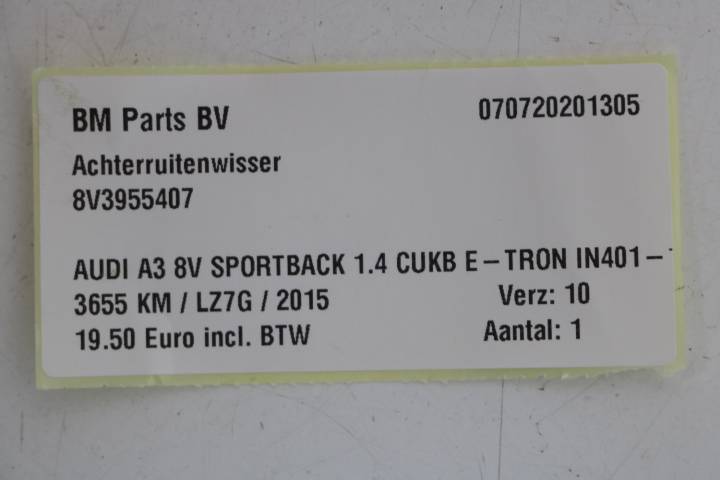 BM Parts BV 070720201305
Achterruitenwisser
8V3955407
AUDI A3 8V SPORTBACK 1.4 CUKB E-TRON IN401-
3655 KM / LZ7G / 2015 Verz: 10
19.50 Euro incl. BTW Aantal: 1